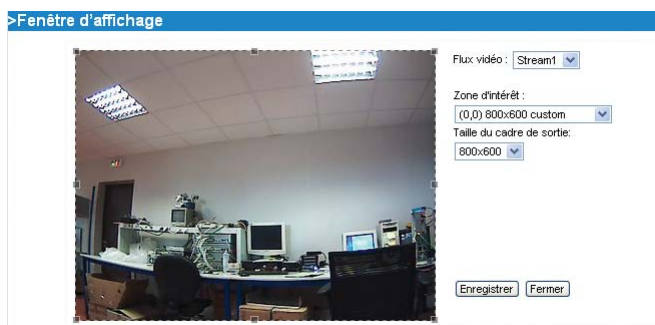 >Fenêtre d'affichage
Flux vidéo : Stream1
Zone d'intérêt :
(0,0) 800x600 custom
Taille du cadre de sortie:
800x600
Enregistrer Fermer